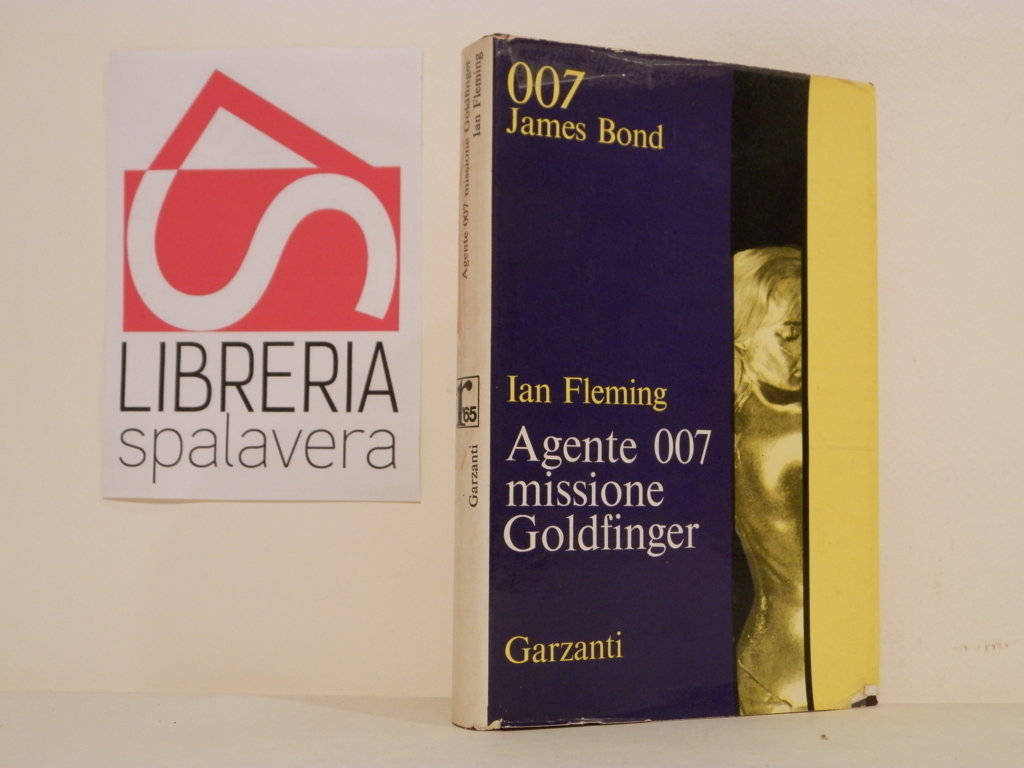 LIBRERIA
spalavera
Agente 007 missione Goldfinger
Ian Fleming
r
65
Garzanti
007
James Bond
Ian Fleming
Agente 007
missione
Goldfinger
Garzanti